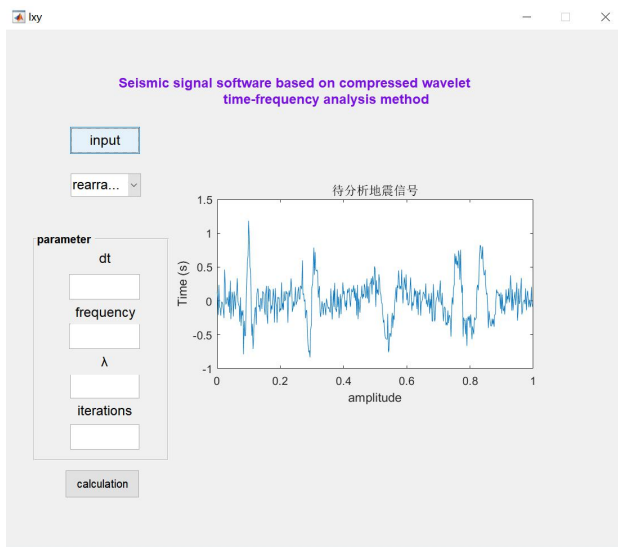 lxy
Seismic signal software based on compressed wavelet
time-frequency analysis method
input
rearra...
parameter
dt
frequency
λ
iterations
calculation
待分析地震信号
1.5
1
0.5
0
-0.5
-1
Time (s)
0 0.2 0.4 0.6 0.8 1
amplitude